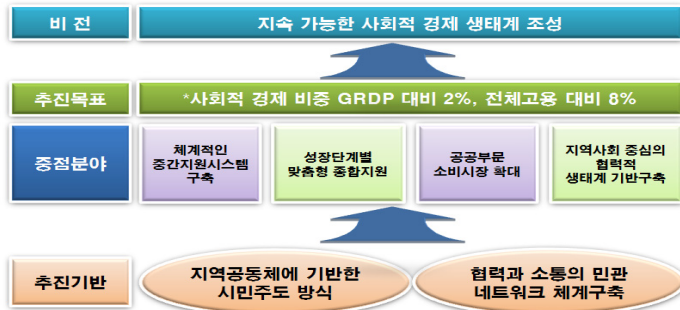 비 전
지속 가능한 사회적 경제 생태계 조성
추진목표
*사회적 경제 비중 GRDP 대비 2%, 전체고용 대비 8%
중점분야
체계적인
중간지원시스템
구축
성장단계별
맞춤형 종합지원
공공부문
소비시장 확대
지역사회 중심의
협력적
생태계 기반구축
추진기반
지역공동체에 기반한
시민주도 방식
협력과 소통의 민관
네트워크 체계구축